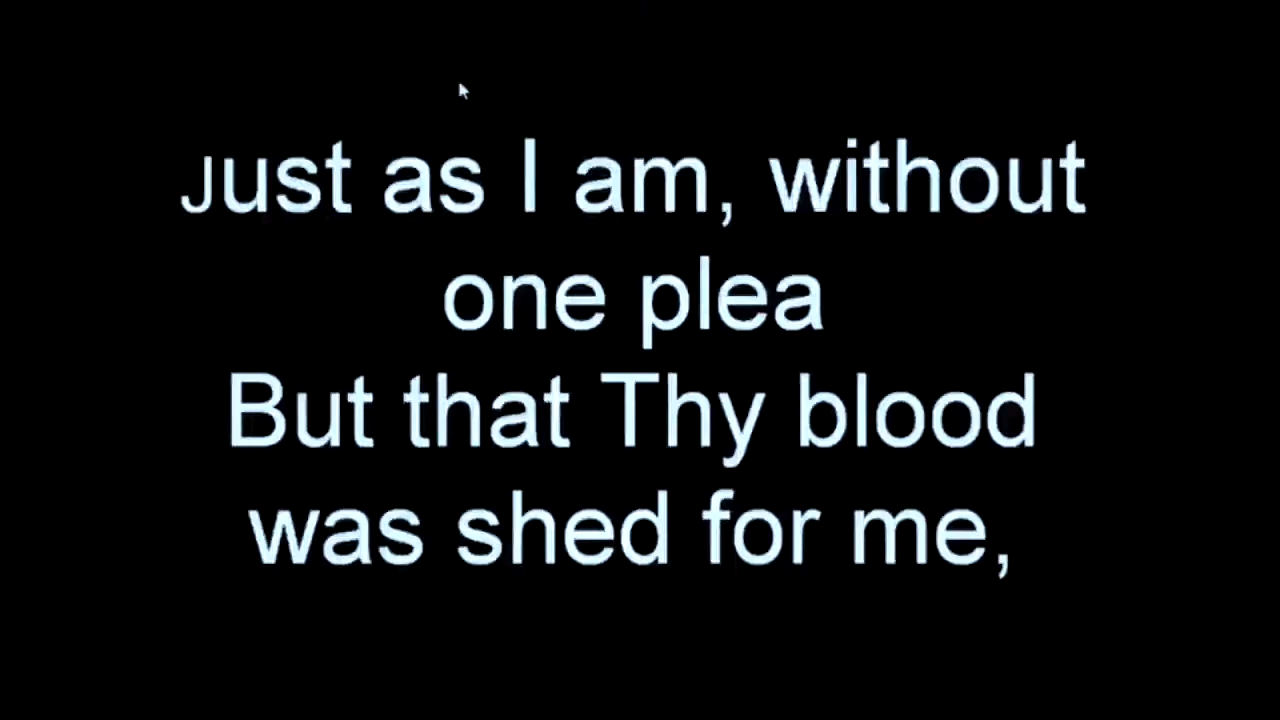 Just as I am, without
one plea
But that Thy blood
was shed for me,